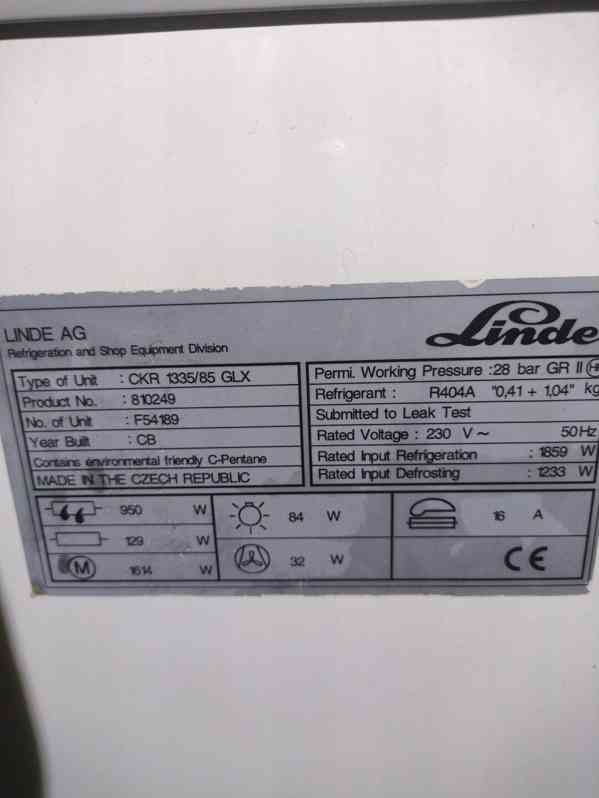 LINDE AG
Refrigeration and Shop Equipment Division
Linde
Type of Unit : CKR 1335/85 GLX
Product No. : 810249
No. of Unit : F54189
Year Built : CB
Contains environmental friendly C-Pentane
MADE IN THE CZECH REPUBLIC
Permi. Working Pressure :28 bar GR II
Refrigerant : R404A "0,41 + 1,04" kg
Submitted to Leak Test
Rated Voltage : 230 V ~ 50Hz
Rated Input Refrigeration : 1859 W
Rated Input Defrosting : 1233 W
950 W
129 W
M 1614 W
84 W
32 W
16 A
CE